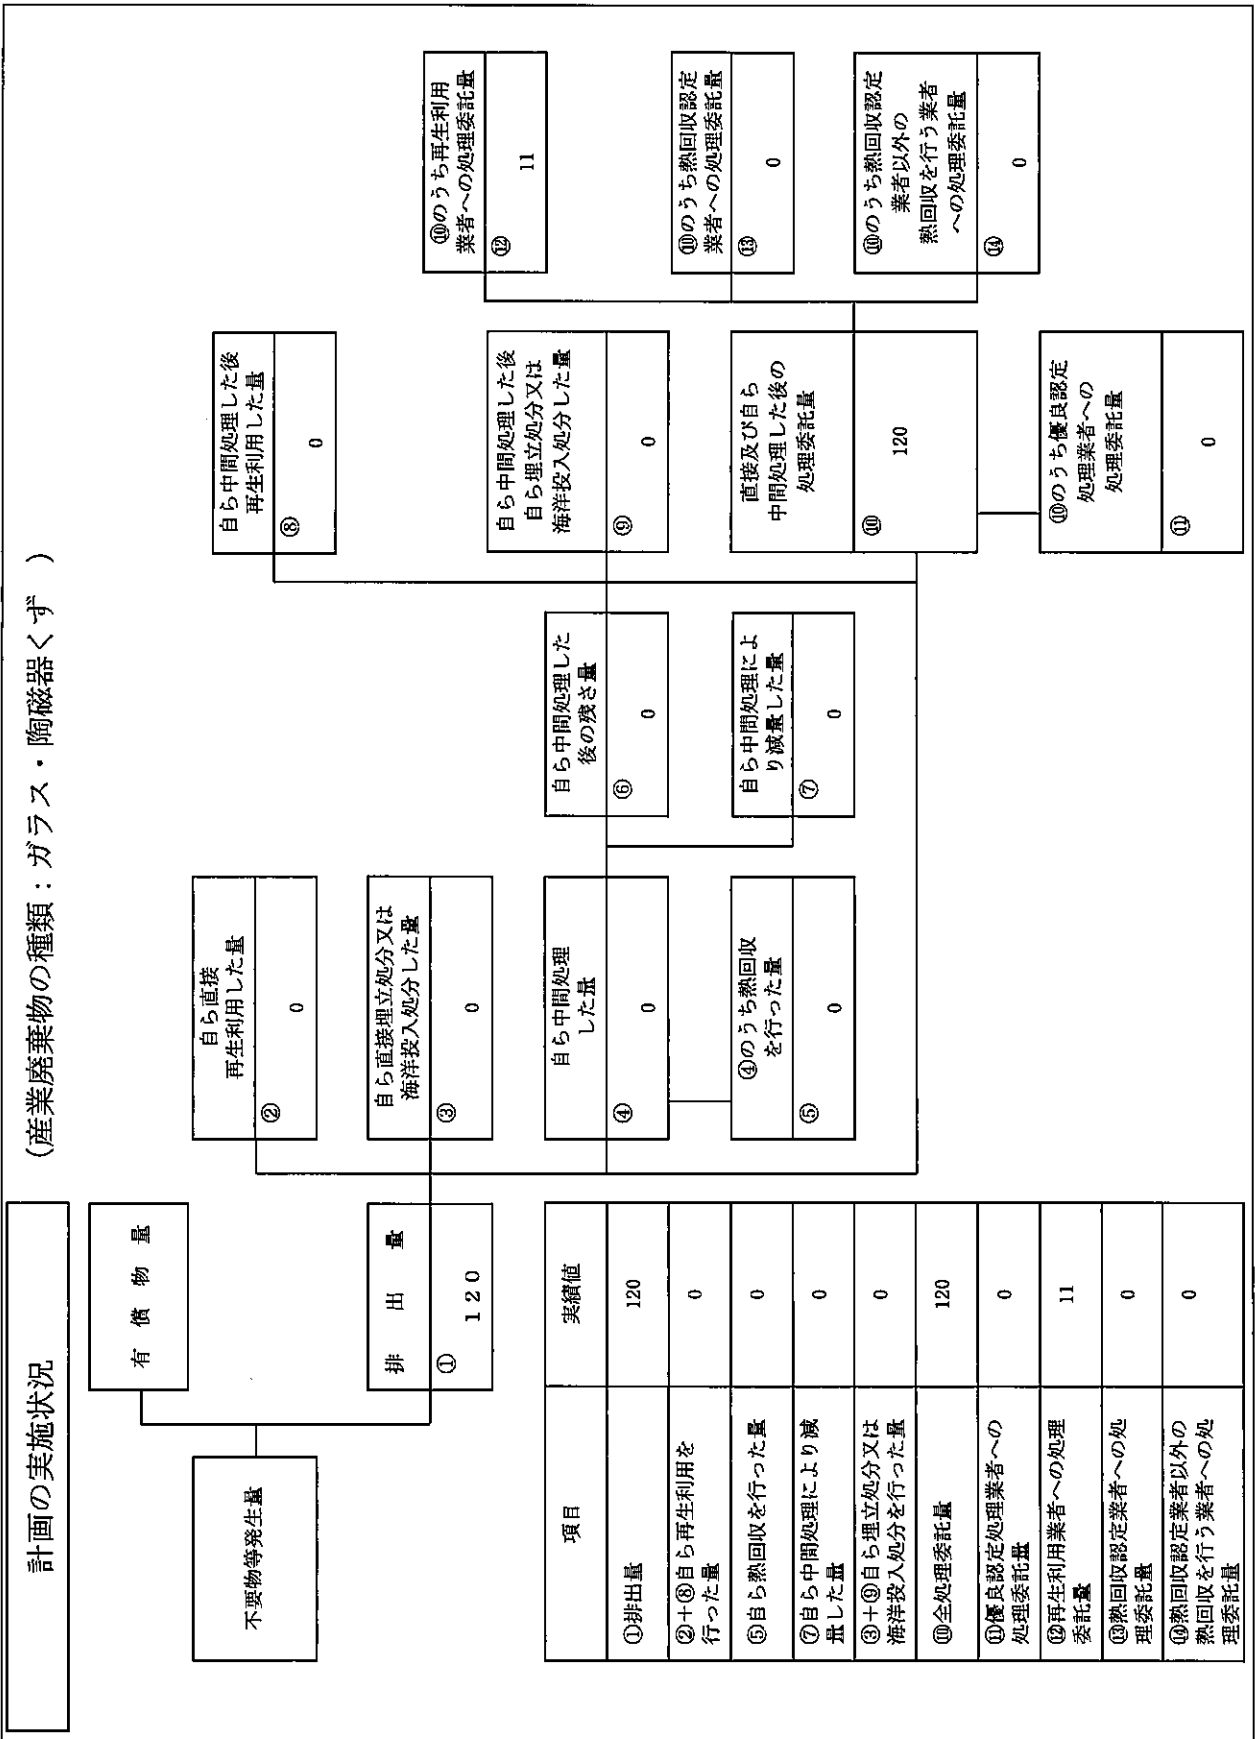 計画の実施状況
(産業廃棄物の種類:ガラス・陶磁器くず )
不要物等発生量
有 償 物 量
排 出 量
① 120
自ら直接
再生利用した量
② 0
自ら直接埋立処分又は
海洋投入処分した量
③ 0
自ら中間処理
した量
④ 0
④のうち熱回収
を行った量
⑤ 0
自ら中間処理した
後の残さ量
⑥ 0
自ら中間処理によ
り減量した量
⑦ 0
自ら中間処理した後
再生利用した量
⑧ 0
自ら中間処理した後
自ら埋立処分又は
海洋投入処分した量
⑨ 0
直接及び自ら
中間処理した後の
処理委託量
⑩ 120
⑩のうち優良認定
処理業者への
処理委託量
⑪ 0
⑩のうち再生利用
業者への処理委託量
⑫ 11
⑩のうち熱回収認定
業者への処理委託量
⑬ 0
⑩のうち熱回収認定
業者以外の
熱回収を行う業者
への処理委託量
⑭ 0
項目 実績値
①排出量 120
②+⑧自ら再生利用を
行った量 0
⑤自ら熱回収を行った量 0
⑦自ら中間処理により減
量した量 0
③+⑨自ら埋立処分又は
海洋投入処分を行った量 0
⑩全処理委託量 120
⑪優良認定処理業者への
処理委託量 0
⑫再生利用業者への処理
委託量 11
⑬熱回収認定業者への処
理委託量 0
⑭熱回収認定業者以外の
熱回収を行う業者への処
理委託量 0